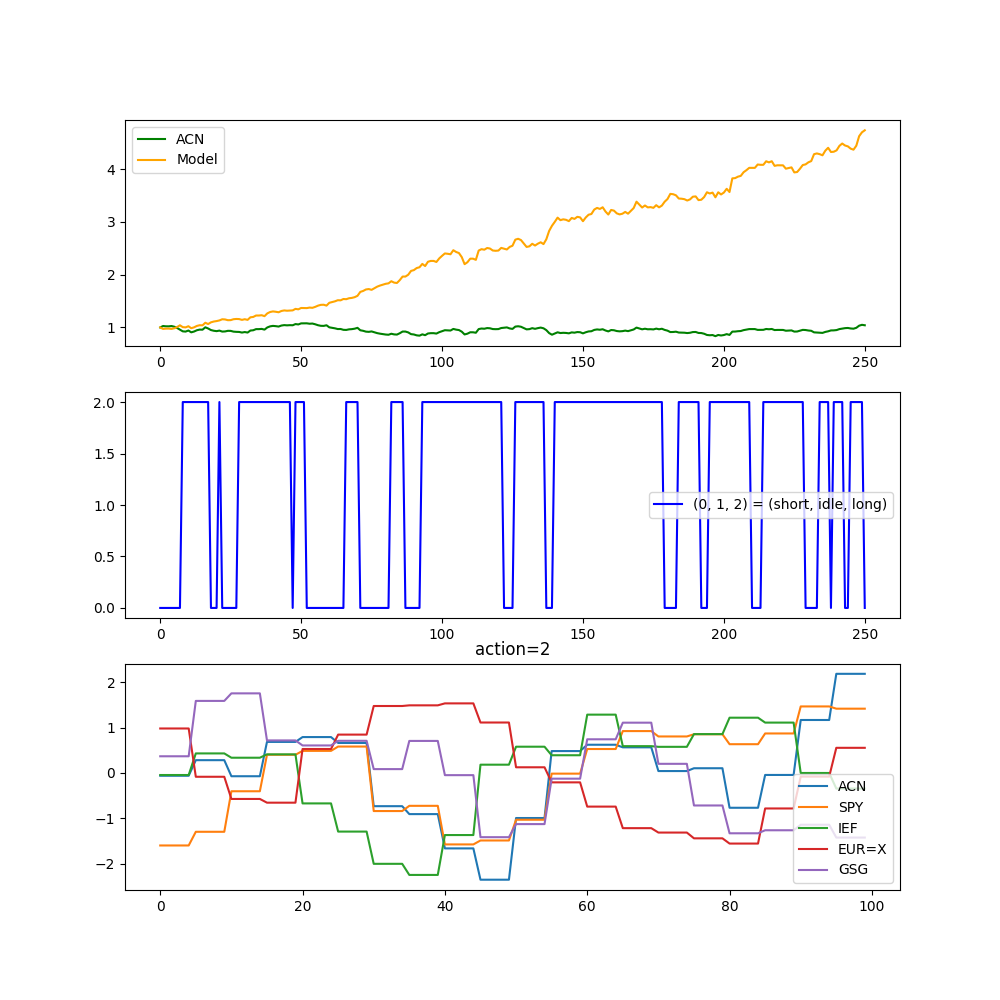 ACN
Model
4
3
2
1
0 50 100 150 200 250
2.0
1.5
1.0
0.5
0.0
(0, 1, 2) = (short, idle, long)
0 50 100 150 200 250
action=2
2
1
0
−1
−2
ACN
SPY
IEF
EUR=X
GSG
0 20 40 60 80 100